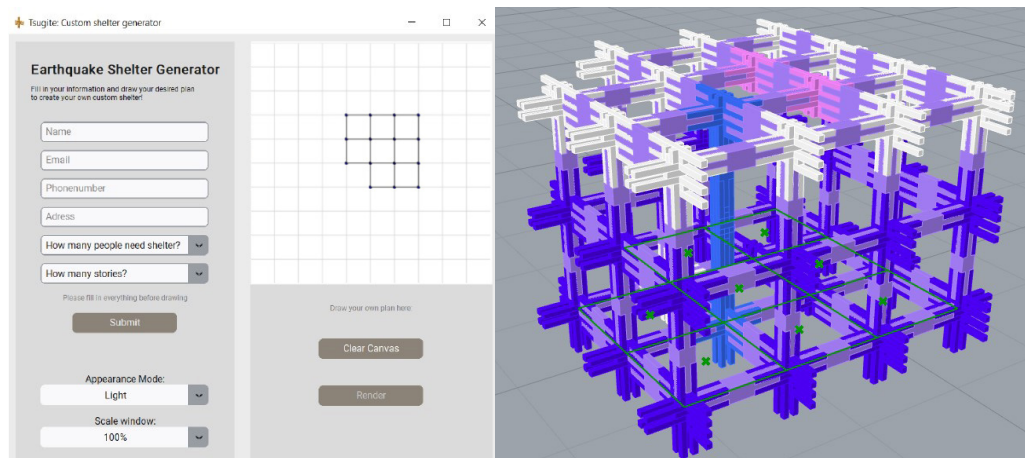 Tsugite: Custom shelter generator
Earthquake Shelter Generator
Fill in your information and draw your desired plan
to create your own custom shelter!
Name
Email
Phonenumber
Adress
How many people need shelter?
How many stories?
Please fill in everything before drawing
Submit
Appearance Mode:
Light
Scale window:
100%
Draw your own plan here:
Clear Canvas
Render